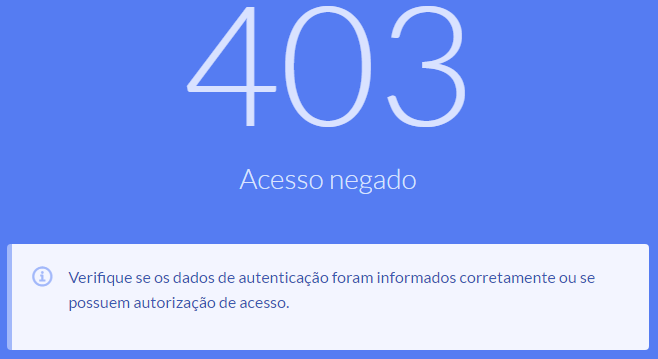 403
Acesso negado
Verifique se os dados de autenticação foram informados corretamente ou se
possuem autorização de acesso.